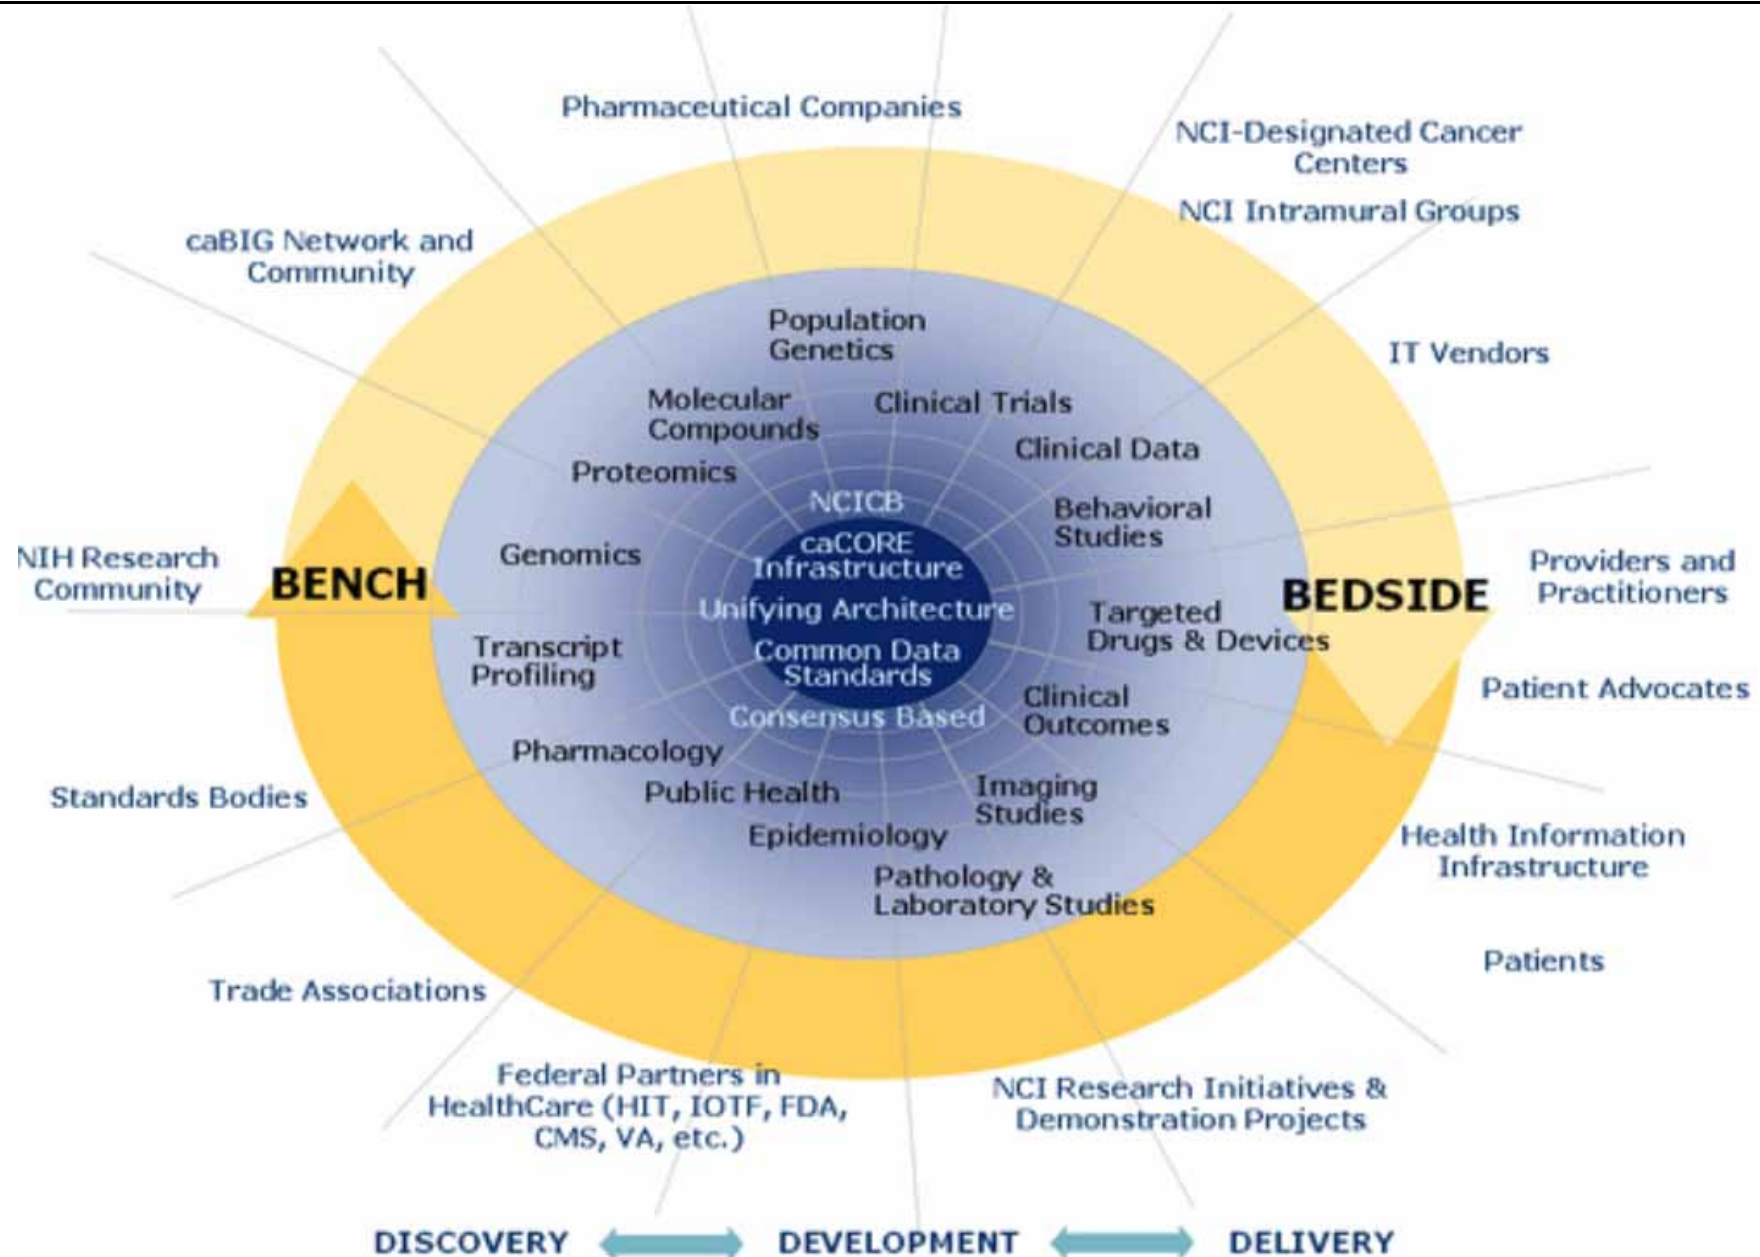 Pharmaceutical Companies
NCI-Designated Cancer
Centers
NCI Intramural Groups
caBIG Network and
Community
IT Vendors
Population
Genetics
Molecular
Compounds
Clinical Trials
Clinical Data
Proteomics
NCICB
Behavioral
Studies
caCORE
Infrastructure
Genomics
NIH Research
Community
BENCH
BEDSIDE
Providers and
Practitioners
Unifying Architecture
Targeted
Drugs & Devices
Transcript
Profiling
Common Data
Standards
Patient Advocates
Clinical
Outcomes
Consensus Based
Pharmacology
Public Health
Imaging
Studies
Standards Bodies
Epidemiology
Health Information
Infrastructure
Pathology &
Laboratory Studies
Patients
Trade Associations
Federal Partners in
HealthCare (HIT, IOTF, FDA,
CMS, VA, etc.)
NCI Research Initiatives &
Demonstration Projects
DISCOVERY DEVELOPMENT DELIVERY